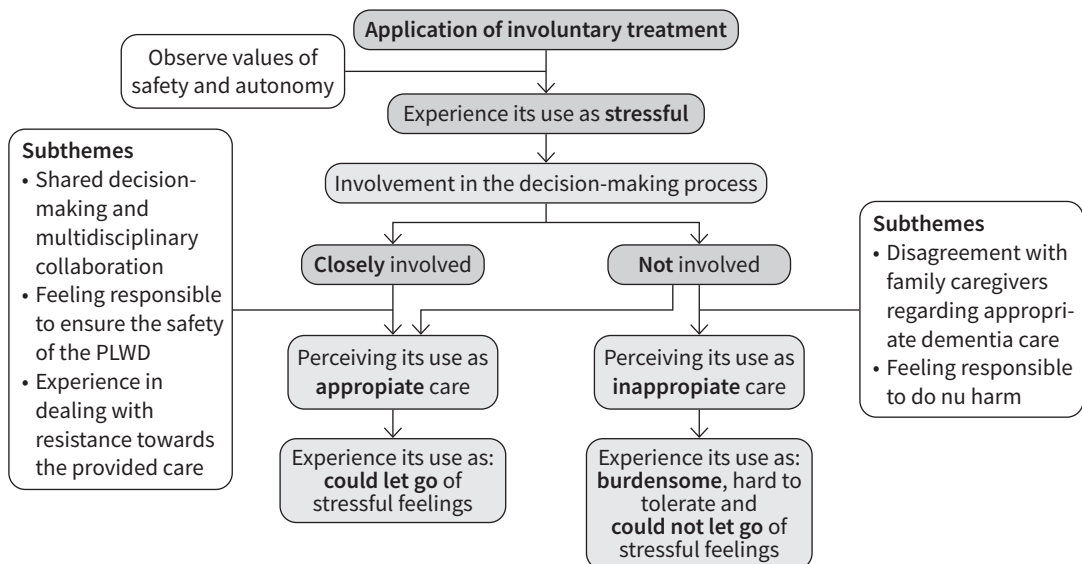 Application of involuntary treatment
Observe values of
safety and autonomy
Experience its use as stressful
Subthemes
• Shared decision-
making and
multidisciplinary
collaboration
• Feeling responsible
to ensure the safety
of the PLWD
• Experience in
dealing with
resistance towards
the provided care
Involvement in the decision-making process
Closely involved
Not involved
Subthemes
• Disagreement with
family caregivers
regarding appropri-
ate dementia care
• Feeling responsible
to do nu harm
Perceiving its use as
appropiate care
Perceiving its use as
inappropiate care
Experience its use as:
could let go of
stressful feelings
Experience its use as:
burdensome, hard to
tolerate and
could not let go of
stressful feelings